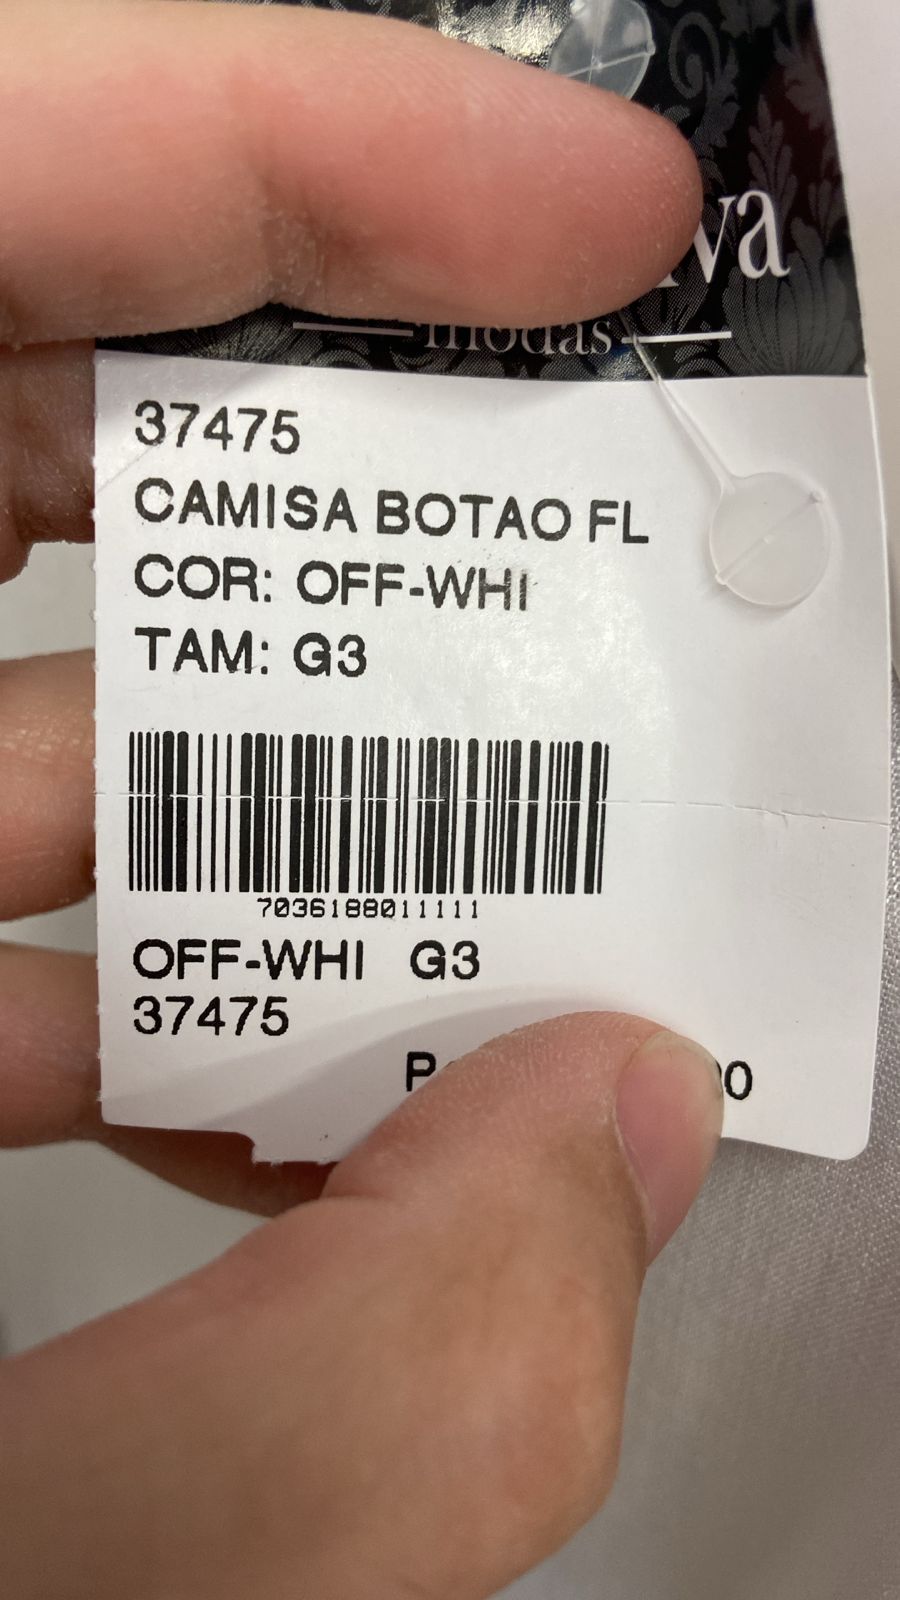 modas
37475
CAMISA BOTAO FL
COR: OFF-WHI
TAM: G3
7036188011111
OFF-WHI G3
37475